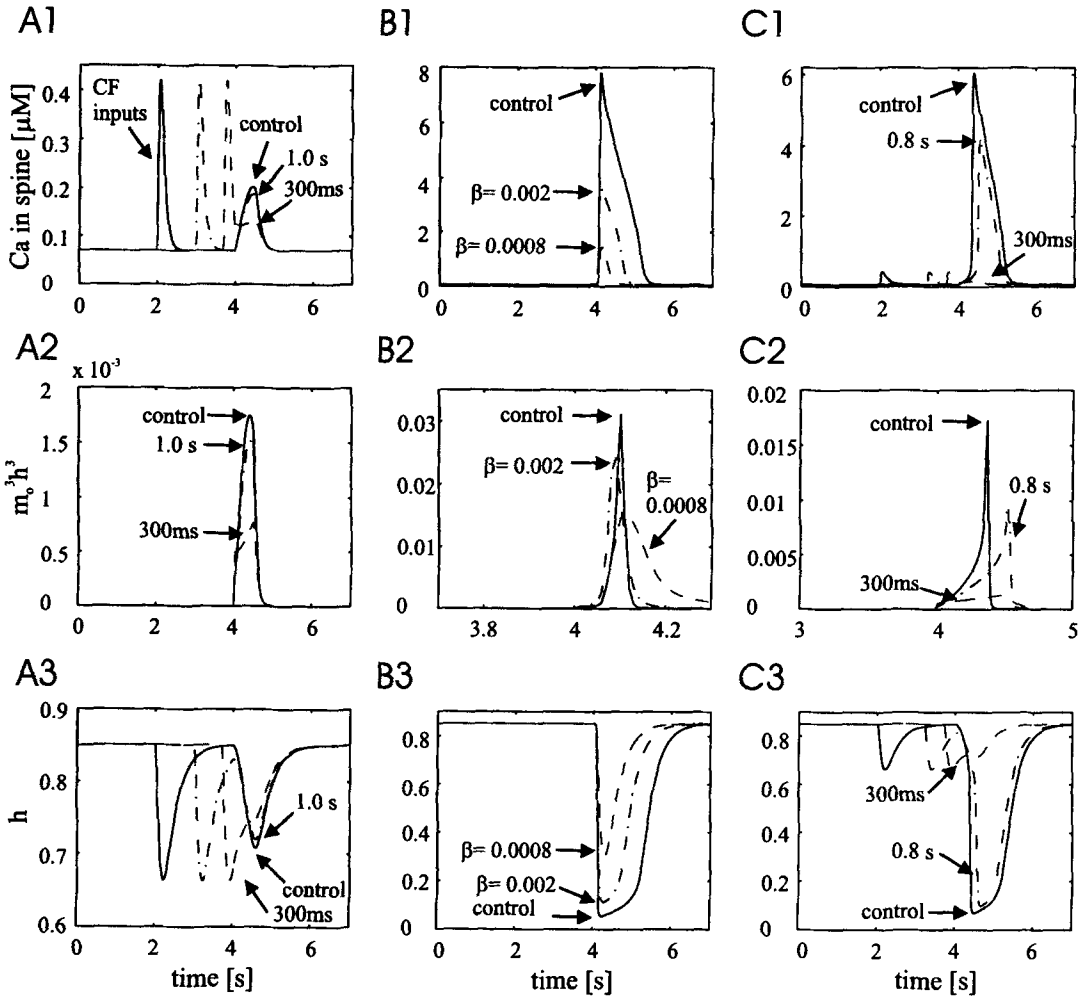 A1
Ca in spine [μM]
0.4
0.3
0.2
0.1
0
0 2 4 6
CF
inputs
control
1.0 s
300ms
B1
8
6
4
2
0
0 2 4 6
control
β= 0.002
β= 0.0008
C1
6
4
2
0
0 2 4 6
control
0.8 s
300ms
A2
x 10⁻³
mₒ³h³
2
1.5
1
0.5
0
0 2 4 6
control
1.0 s
300ms
B2
0.03
0.02
0.01
0
3.8 4 4.2
control
β= 0.002
β=
0.0008
C2
0.02
0.015
0.01
0.005
0
3 4 5
control
0.8 s
300ms
A3
h
0.9
0.8
0.7
0.6
0 2 4 6
time [s]
1.0 s
control
300ms
B3
0.8
0.6
0.4
0.2
0
0 2 4 6
time [s]
β= 0.0008
β= 0.002
control
C3
0.8
0.6
0.4
0.2
0
0 2 4 6
time [s]
300ms
0.8 s
control